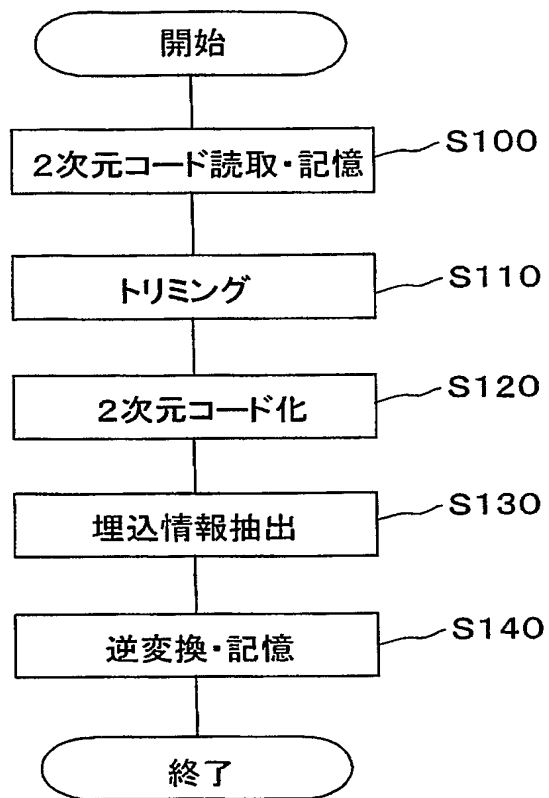 開始
2次元コード読取・記憶
S100
トリミング
S110
2次元コード化
S120
埋込情報抽出
S130
逆変換・記憶
S140
終了